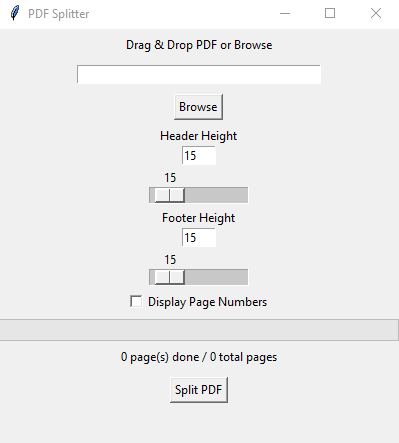 PDF Splitter
Drag & Drop PDF or Browse
Browse
Header Height
15
15
Footer Height
15
15
Display Page Numbers
0 page(s) done / 0 total pages
Split PDF